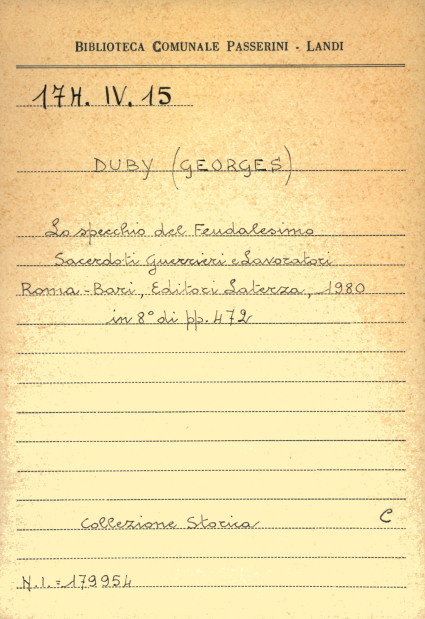 BIBLIOTECA COMUNALE PASSERINI - LANDI
17H. IV. 15
DUBY (GEORGES)
Lo specchio del Feudalesimo
Sacerdoti Guerrieri e Lavoratori
Roma-Bari, Editori Laterza, 1980
in 8° di pp. 472
Collezione Storica C
N.I. = 179954